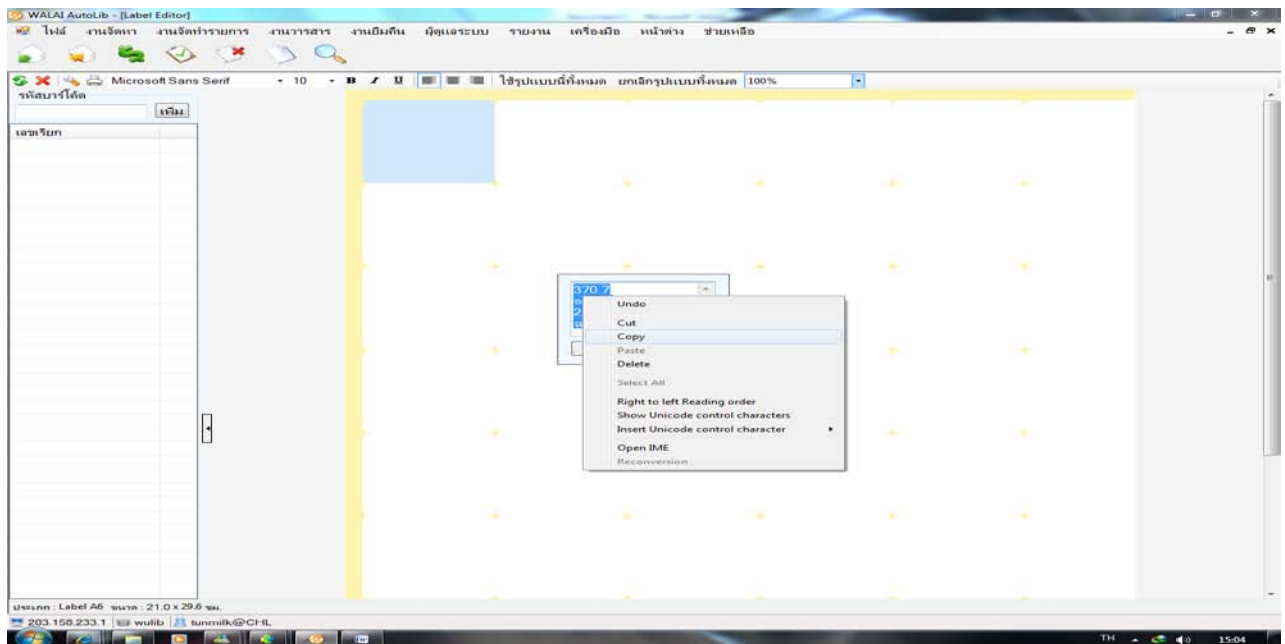 WALAI AutoLib - [Label Editor]
ไฟล์ งานจัดหา งานจัดทำรายการ งานวารสาร งานยืมคืน ผู้ดูแลระบบ รายงาน เครื่องมือ หน้าต่าง ช่วยเหลือ
Microsoft Sans Serif 10 B I U ใช้รูปแบบนี้ทั้งหมด ยกเลิกรูปแบบทั้งหมด 100%
รหัสบาร์โค้ด
เพิ่ม
เลขเรียก
370.7
Undo
Cut
Copy
Paste
Delete
Select All
Right to left Reading order
Show Unicode control characters
Insert Unicode control character
Open IME
Reconversion
ประเภท : Label A6 ขนาด : 21.0 x 29.6 ซม.
203.158.233.1 wulib tunmilk@CHL
TH 15:04